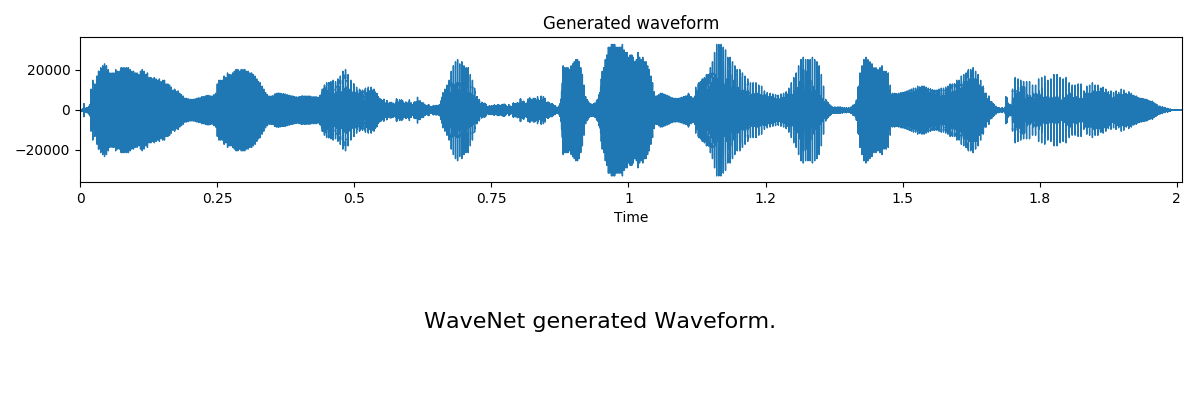 Generated waveform
20000
0
−20000
0 0.25 0.5 0.75 1 1.2 1.5 1.8 2
Time
WaveNet generated Waveform.